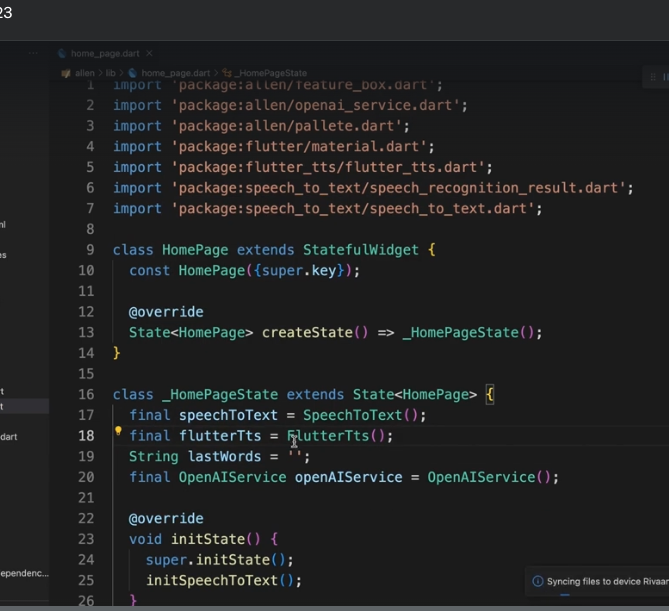 23
home_page.dart ×
allen > lib > home_page.dart > _HomePageState
1 import 'package:allen/feature_box.dart';
2 import 'package:allen/openai_service.dart';
3 import 'package:allen/pallete.dart';
4 import 'package:flutter/material.dart';
5 import 'package:flutter_tts/flutter_tts.dart';
6 import 'package:speech_to_text/speech_recognition_result.dart';
7 import 'package:speech_to_text/speech_to_text.dart';
8
9 class HomePage extends StatefulWidget {
10 const HomePage({super.key});
11
12 @override
13 State<HomePage> createState() => _HomePageState();
14 }
15
16 class _HomePageState extends State<HomePage> {
17 final speechToText = SpeechToText();
18 final flutterTts = FlutterTts();
19 String lastWords = '';
20 final OpenAIService openAIService = OpenAIService();
21
22 @override
23 void initState() {
24 super.initState();
25 initSpeechToText();
26 }
ml
es
rt
t
dart
ependenc...
Syncing files to device Rivaan